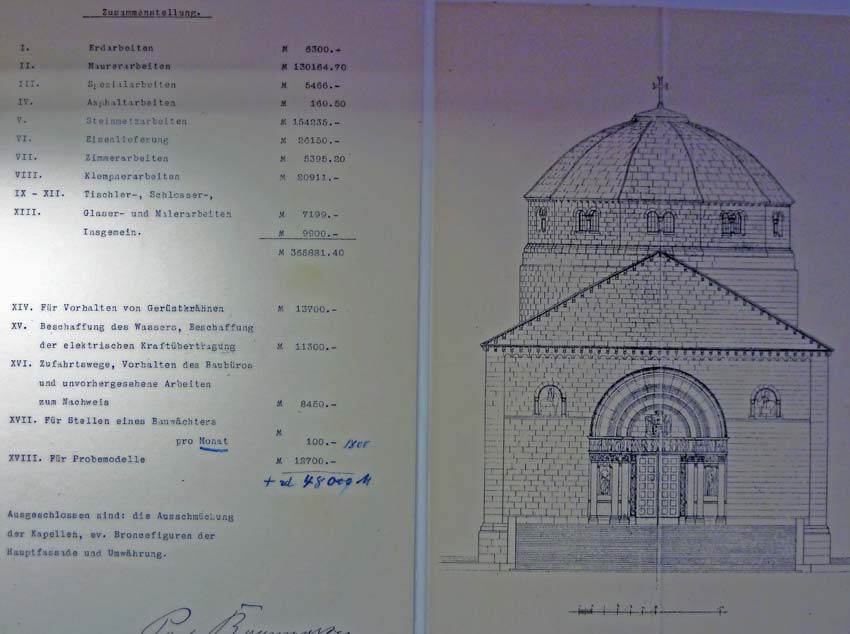 Zusammenstellung.
I. Erdarbeiten M 6300.-
II. Maurerarbeiten M 130164.70
III. Spezialarbeiten M 5466.-
IV. Asphaltarbeiten M 160.50
V. Steinmetzarbeiten M 154235.-
VI. Eisenlieferung M 26150.-
VII. Zimmerarbeiten M 5395.20
VIII. Klempnerarbeiten M 20911.-
IX - XII. Tischler-, Schlosser-,
XIII. Glaser- und Malerarbeiten M 7199.-
Insgemein. M 9900.-
M 365881.40
XIV. Für Vorhalten von Gerüstkrähnen M 13700.-
XV. Beschaffung des Wassers, Beschaffung
der elektrischen Kraftübertragung M 11300.-
XVI. Zufahrtswege, Vorhalten des Baubüros
und unvorhergesehene Arbeiten
zum Nachweis M 8450.-
XVII. Für Stellen eines Bauwächters M
pro Monat 100.- 1800
XVIII. Für Probemodelle M 12700.-
+ rd 48000 M
Ausgeschlossen sind: die Ausschmückung
der Kapellen, ev. Broncefiguren der
Hauptfassade und Umwährung.